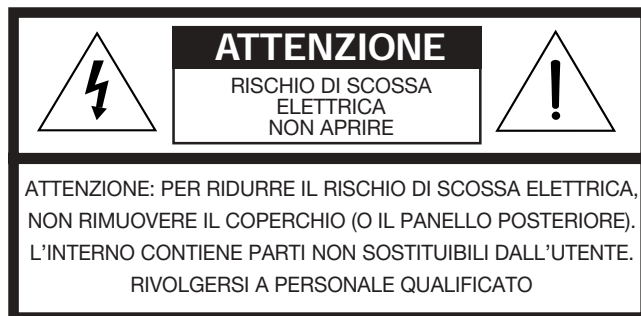 ATTENZIONE
RISCHIO DI SCOSSA
ELETTRICA
NON APRIRE
ATTENZIONE: PER RIDURRE IL RISCHIO DI SCOSSA ELETTRICA,
NON RIMUOVERE IL COPERCHIO (O IL PANELLO POSTERIORE).
L'INTERNO CONTIENE PARTI NON SOSTITUIBILI DALL'UTENTE.
RIVOLGERSI A PERSONALE QUALIFICATO